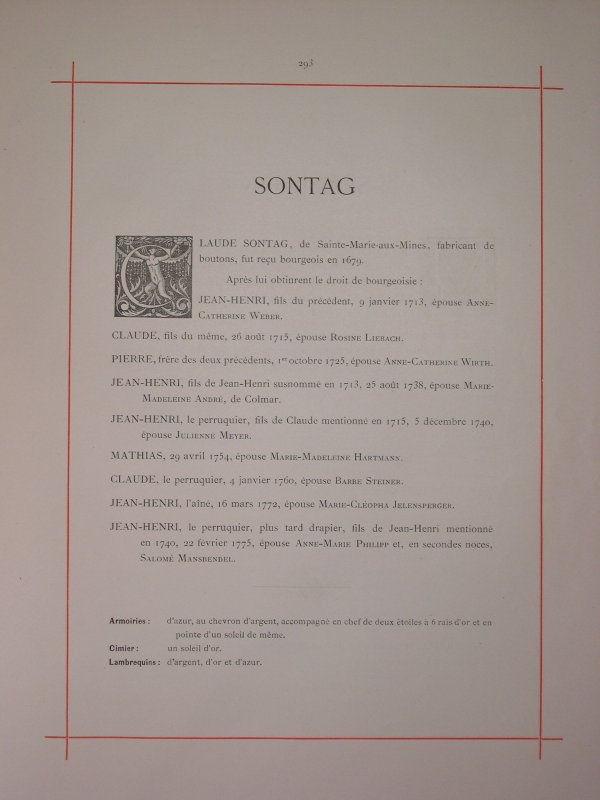 293
SONTAG
CLAUDE SONTAG, de Sainte-Marie-aux-Mines, fabricant de
boutons, fut reçu bourgeois en 1679.
Après lui obtinrent le droit de bourgeoisie :
JEAN-HENRI, fils du précédent, 9 janvier 1713, épouse ANNE-
CATHERINE WEBER.
CLAUDE, fils du même, 26 août 1715, épouse ROSINE LIEBACH.
PIERRE, frère des deux précédents, 1er octobre 1725, épouse ANNE-CATHERINE WIRTH.
JEAN-HENRI, fils de Jean-Henri susnommé en 1713, 25 août 1738, épouse MARIE-
MADELEINE ANDRÉ, de Colmar.
JEAN-HENRI, le perruquier, fils de Claude mentionné en 1715, 5 décembre 1740,
épouse JULIENNE MEYER.
MATHIAS, 29 avril 1754, épouse MARIE-MADELEINE HARTMANN.
CLAUDE, le perruquier, 4 janvier 1760, épouse BARBE STEINER.
JEAN-HENRI, l'aîné, 16 mars 1772, épouse MARIE-CLÉOPHA JELENSPERGER.
JEAN-HENRI, le perruquier, plus tard drapier, fils de Jean-Henri mentionné
en 1740, 22 février 1775, épouse ANNE-MARIE PHILIPP et, en secondes noces,
SALOMÉ MANSBENDEL.
Armoiries : d'azur, au chevron d'argent, accompagné en chef de deux étoiles à 6 rais d'or et en
pointe d'un soleil de même.
Cimier : un soleil d'or.
Lambrequins : d'argent, d'or et d'azur.